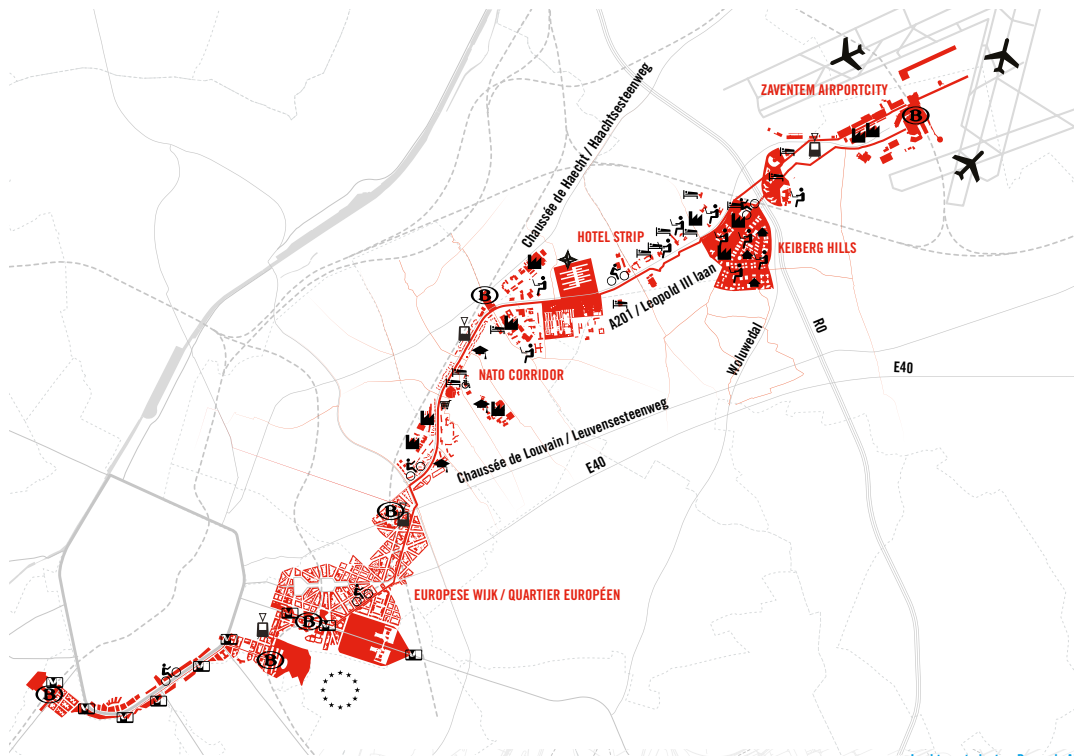 ZAVENTEM AIRPORTCITY
B
Chaussée de Haecht / Haachtsesteenweg
HOTEL STRIP
KEIBERG HILLS
B
A201 / Leopold III laan
R0
Woluwedal
E40
NATO CORRIDOR
Chaussée de Louvain / Leuvensesteenweg
E40
B
EUROPESE WIJK / QUARTIER EUROPÉEN
M
B
M
M
M
B
M
M
B
M
M
M